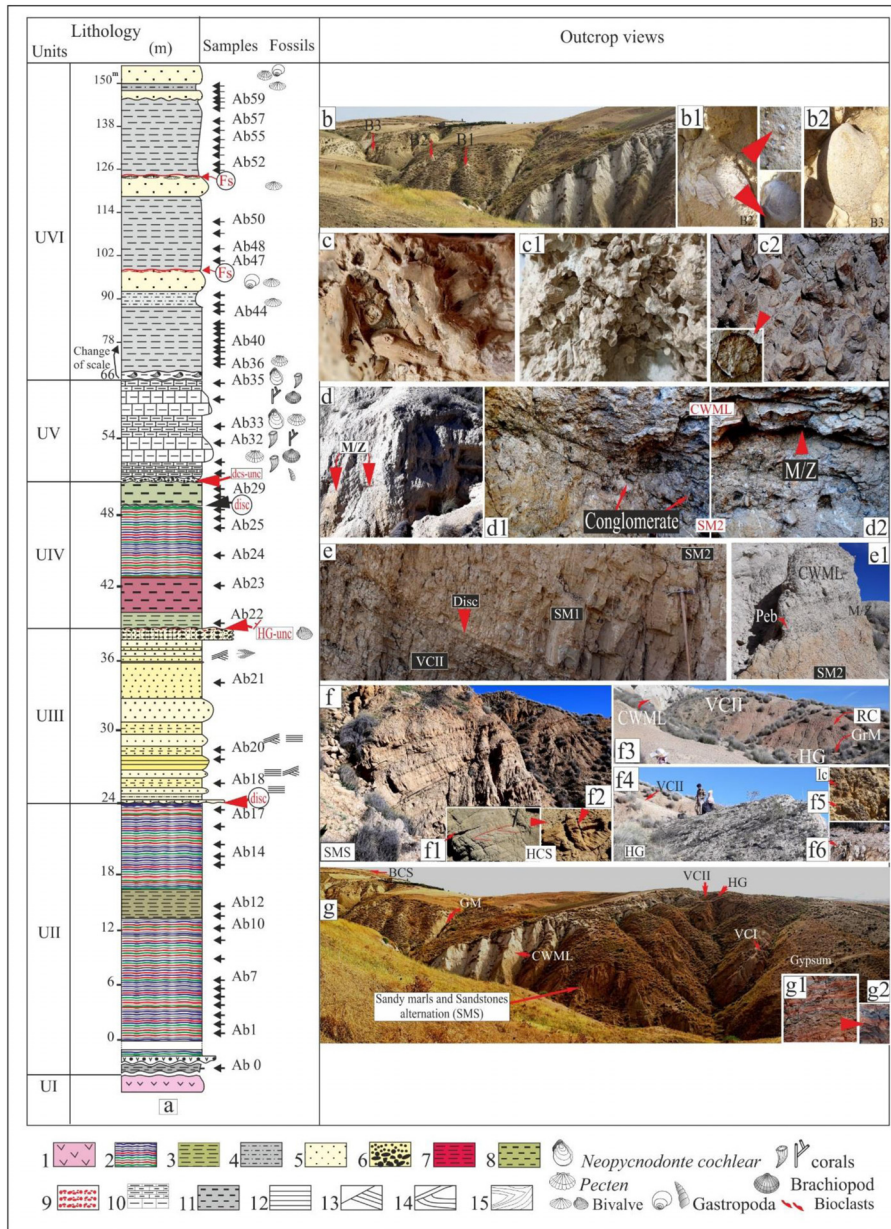 Lithology
Units (m) Samples Fossils
Outcrop views
UVI
UV
UIV
UIII
UII
UI
150 m
138
126
114
102
90
78
Change of scale
66
54
48
42
36
30
24
18
12
6
0
Ab59
Ab57
Ab55
Ab52
Fs
Ab50
Ab48
Ab47
Fs
Ab44
Ab40
Ab36
Ab35
Ab33
Ab32
dcs-unc
Ab29
disc
Ab25
Ab24
Ab23
Ab22
HG-unc
Ab21
Ab20
Ab18
disc
Ab17
Ab14
Ab12
Ab10
Ab7
Ab1
Ab 0
a
b
B3
B1
b1
B2
b2
B3
c
c1
c2
d
M/Z
d1
CWML
Conglomerate
SM2
M/Z
d2
e
Disc
VCII
SM1
SM2
e1
CWML
M/Z
Peb
SM2
f
SMS
f1
HCS
f2
f3
CWML
VCII
RC
GrM
HG
f4
VCII
HG
lc
f5
f6
g
BCS
GM
CWML
VCII
HG
VCI
Gypsum
Sandy marls and Sandstones
alternation (SMS)
g1
g2
1 2 3 4 5 6 7 8 Neopycnodonte cochlear corals
Pecten Brachiopod
9 10 11 12 13 14 15 Bivalve Gastropoda Bioclasts